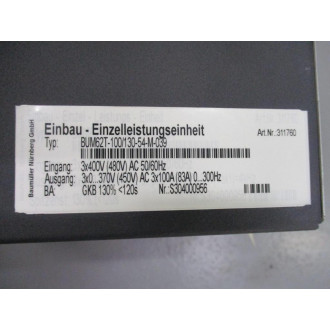 Baumüller Nürnberg GmbH
Einbau - Einzelleistungseinheit Art.Nr.:311760
Typ: BUM62T-100/130-54-M-039
Eingang: 3x400V (480V) AC 50/60Hz
Ausgang: 3x0...370V (450V) AC 3x100A (83A) 0...300Hz
BA: GKB 130% <120s Nr:S304000956